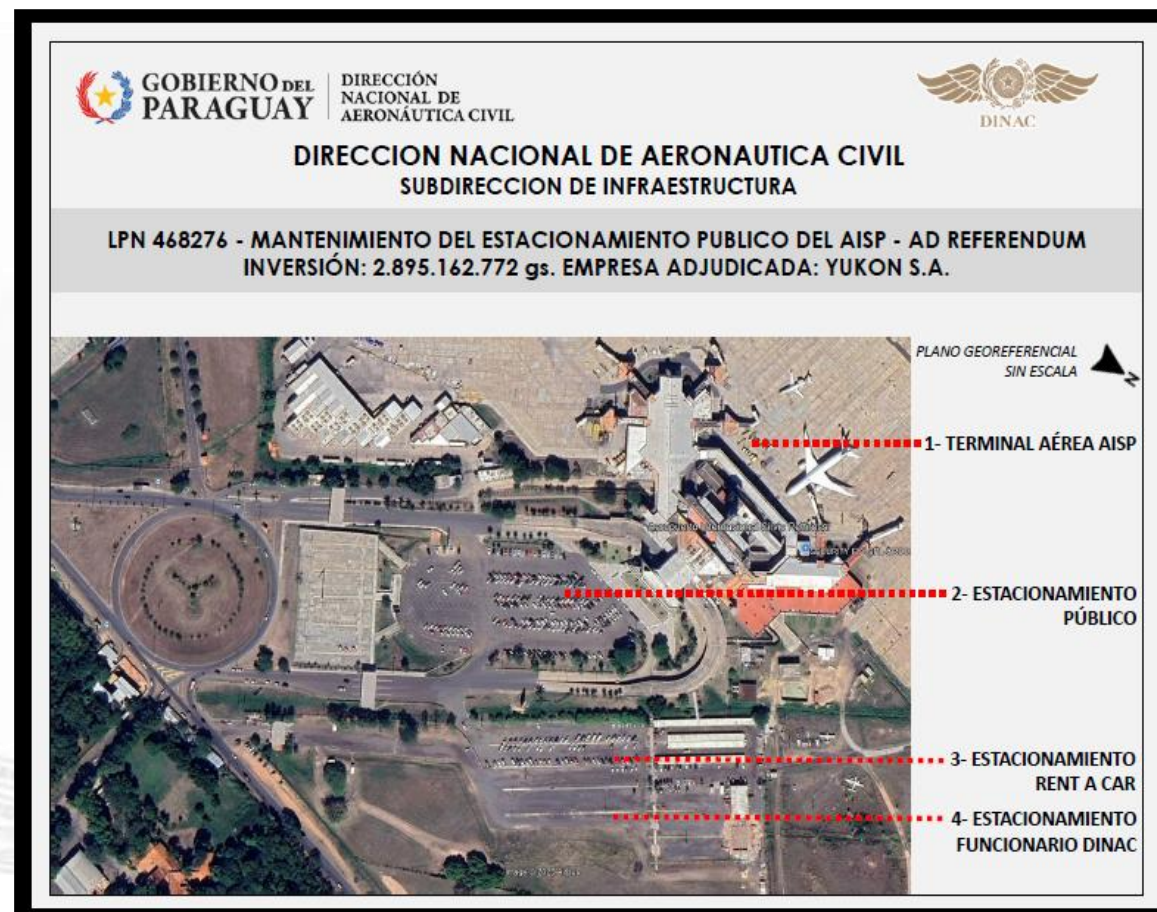 GOBIERNO DEL
PARAGUAY
DIRECCIÓN
NACIONAL DE
AERONÁUTICA CIVIL
DINAC
DIRECCION NACIONAL DE AERONAUTICA CIVIL
SUBDIRECCION DE INFRAESTRUCTURA
LPN 468276 - MANTENIMIENTO DEL ESTACIONAMIENTO PUBLICO DEL AISP - AD REFERENDUM
INVERSIÓN: 2.895.162.772 gs. EMPRESA ADJUDICADA: YUKON S.A.
PLANO GEOREFERENCIAL
SIN ESCALA
N
1- TERMINAL AÉREA AISP
2- ESTACIONAMIENTO
PÚBLICO
3- ESTACIONAMIENTO
RENT A CAR
4- ESTACIONAMIENTO
FUNCIONARIO DINAC